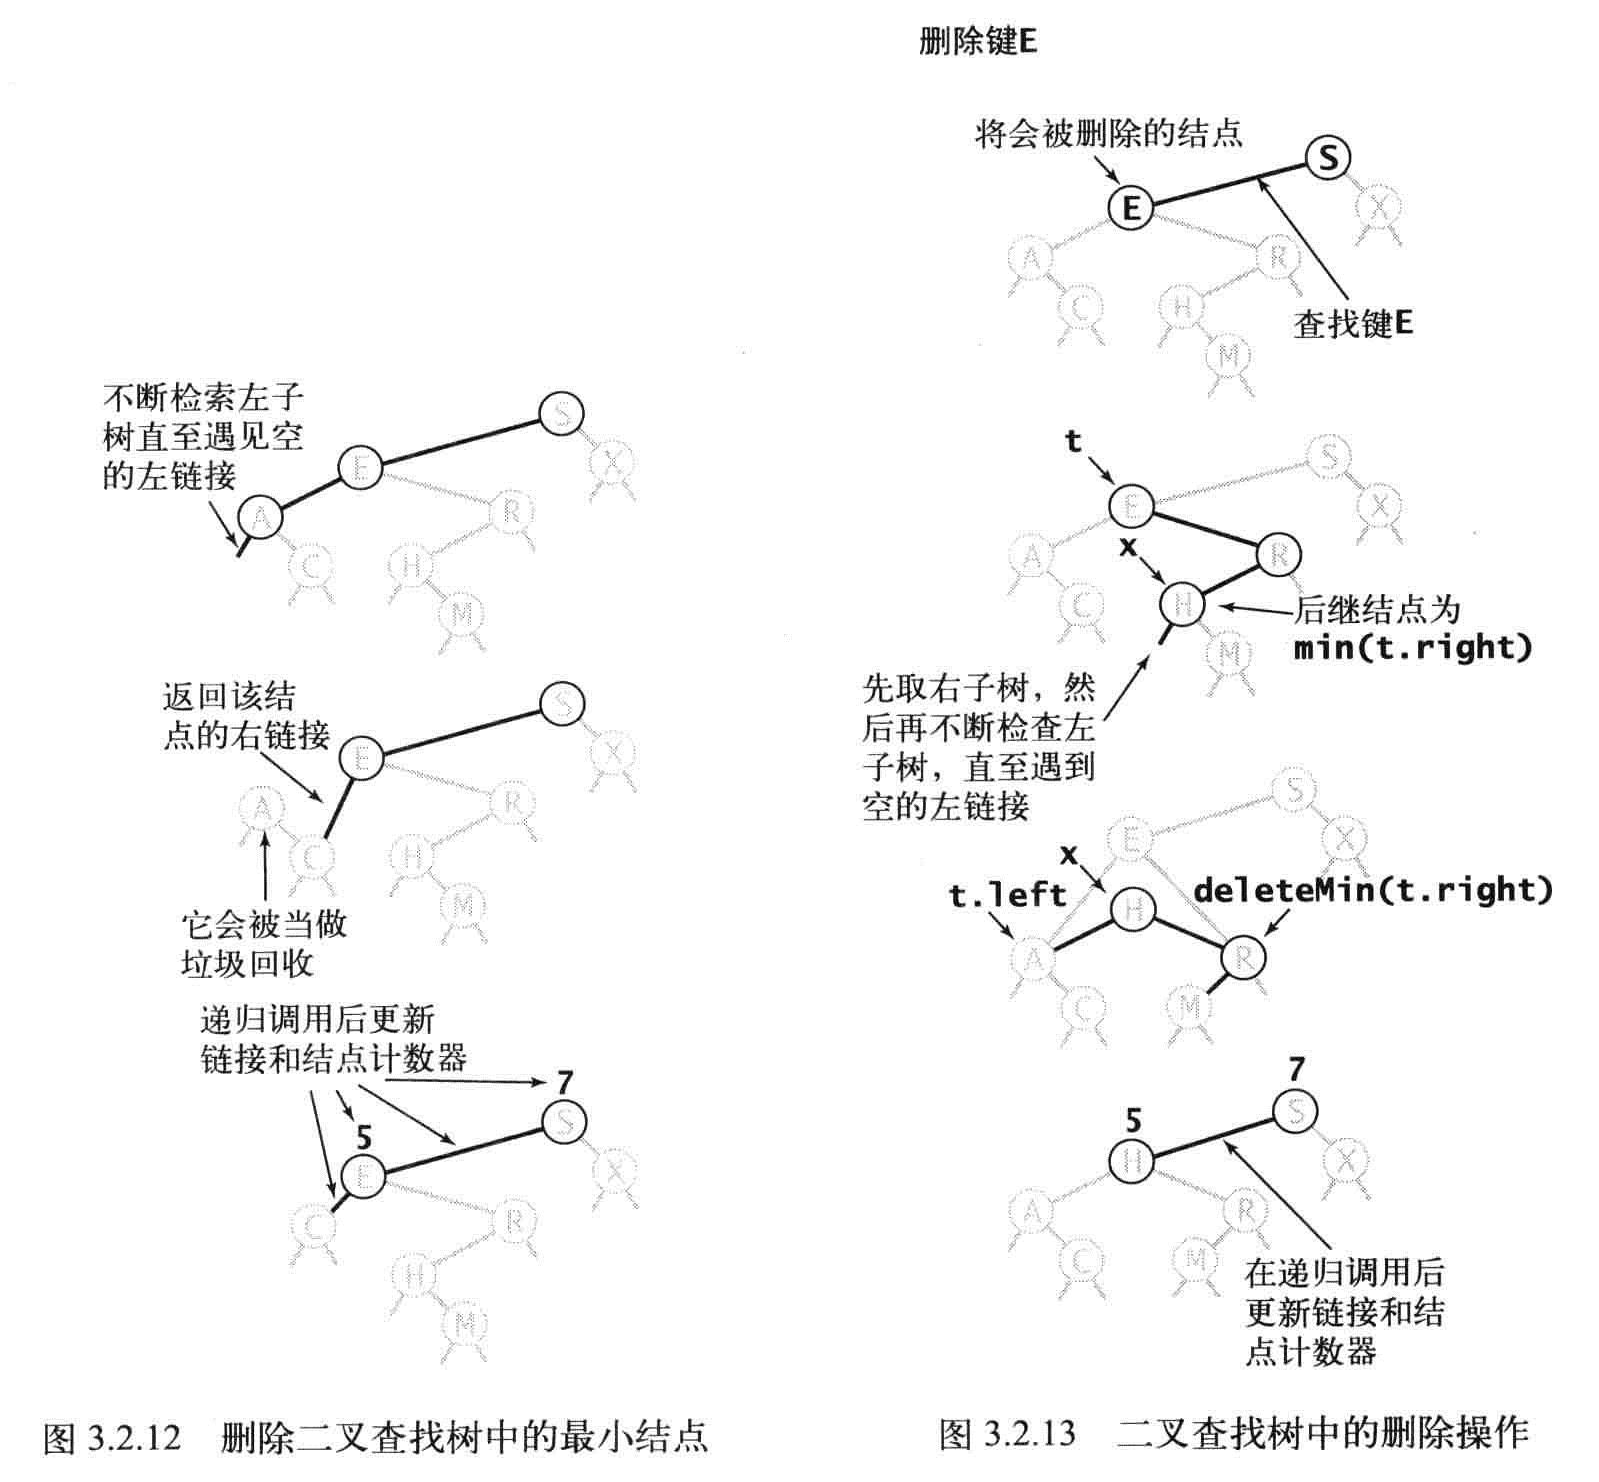 不断检索左子
树直至遇见空
的左链接
S
E
X
A
R
C
H
M
返回该结
点的右链接
S
E
X
A
R
C
H
M
它会被当做
垃圾回收
递归调用后更新
链接和结点计数器
7
5
S
E
X
C
R
H
M
图 3.2.12 删除二叉查找树中的最小结点
删除键E
将会被删除的结点
S
E
X
A
R
C
H
查找键E
M
t
S
E
X
x
A
R
C
H
后继结点为
min(t.right)
M
先取右子树，然
后再不断检查左
子树，直至遇到
空的左链接
S
E
X
x
t.left
deleteMin(t.right)
H
A
R
C
M
7
5
S
H
X
A
R
C
M
在递归调用后
更新链接和结
点计数器
图 3.2.13 二叉查找树中的删除操作